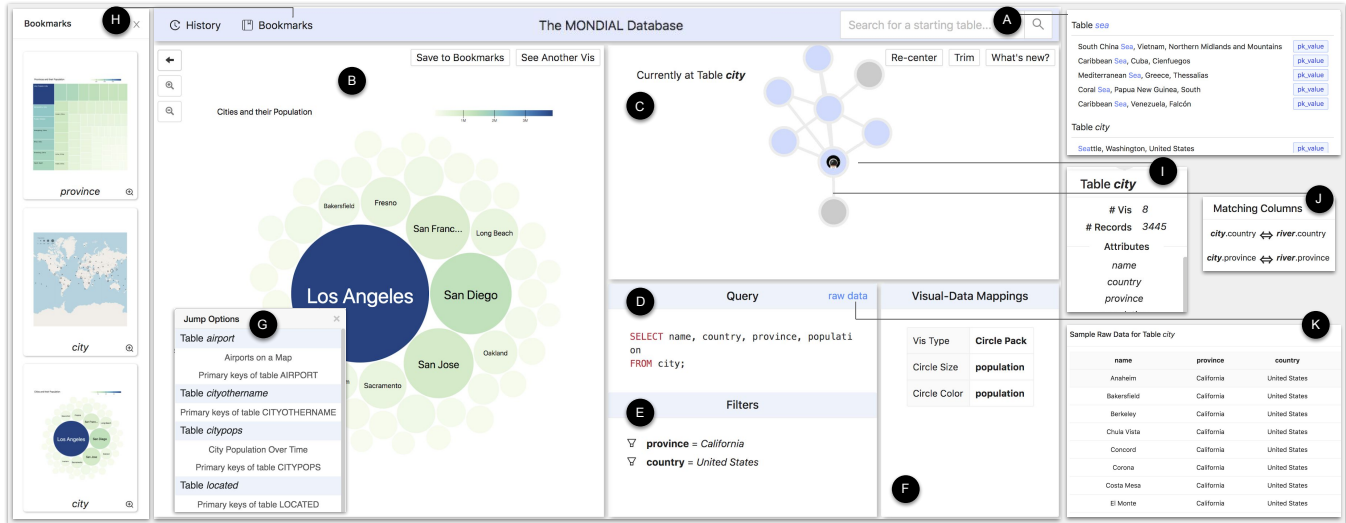 Bookmarks
H
×
province
city
city
History
Bookmarks
The MONDIAL Database
Search for a starting table...
A
Save to Bookmarks
See Another Vis
B
Cities and their Population
1M
2M
3M
Bakersfield
Fresno
San Franc...
Long Beach
Los Angeles
San Diego
San Jose
Oakland
Sacramento
Jump Options
G
×
Table airport
Airports on a Map
Primary keys of table AIRPORT
Table cityothername
Primary keys of table CITYOTHERNAME
Table citypops
City Population Over Time
Primary keys of table CITYPOPS
Table located
Primary keys of table LOCATED
Re-center
Trim
What's new?
Currently at Table city
C
D
Query
raw data
SELECT name, country, province, populati
on
FROM city;
Filters
E
province = California
country = United States
Visual-Data Mappings
Vis Type Circle Pack
Circle Size population
Circle Color population
F
Table sea
South China Sea, Vietnam, Northern Midlands and Mountains pk_value
Caribbean Sea, Cuba, Cienfuegos pk_value
Mediterranean Sea, Greece, Thessalias pk_value
Coral Sea, Papua New Guinea, South pk_value
Caribbean Sea, Venezuela, Falcón pk_value
Table city
Seattle, Washington, United States pk_value
I
Table city
# Vis 8
# Records 3445
Attributes
name
country
province
J
Matching Columns
city.country ⇔ river.country
city.province ⇔ river.province
K
Sample Raw Data for Table city
name province country
Anaheim California United States
Bakersfield California United States
Berkeley California United States
Chula Vista California United States
Concord California United States
Corona California United States
Costa Mesa California United States
El Monte California United States